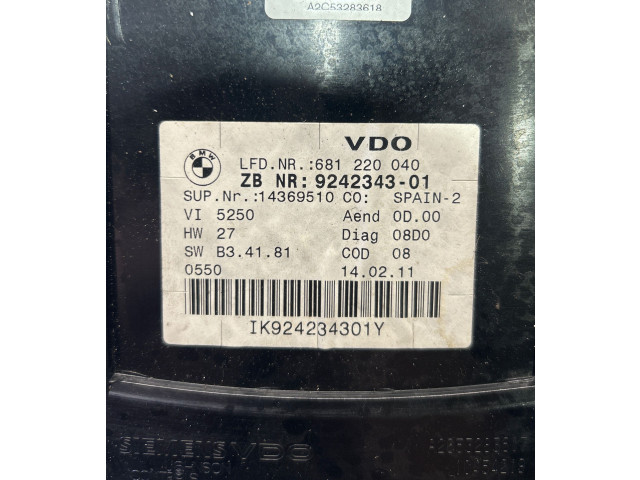 A2C53283618
BMW
VDO
LFD.NR.:681 220 040
ZB NR: 9242343-01
SUP.Nr.:14369510 CO: SPAIN-2
VI 5250 Aend 0D.00
HW 27 Diag 08D0
SW B3.41.81 COD 08
0550 14.02.11
IK924234301Y
SIEMENS VDO